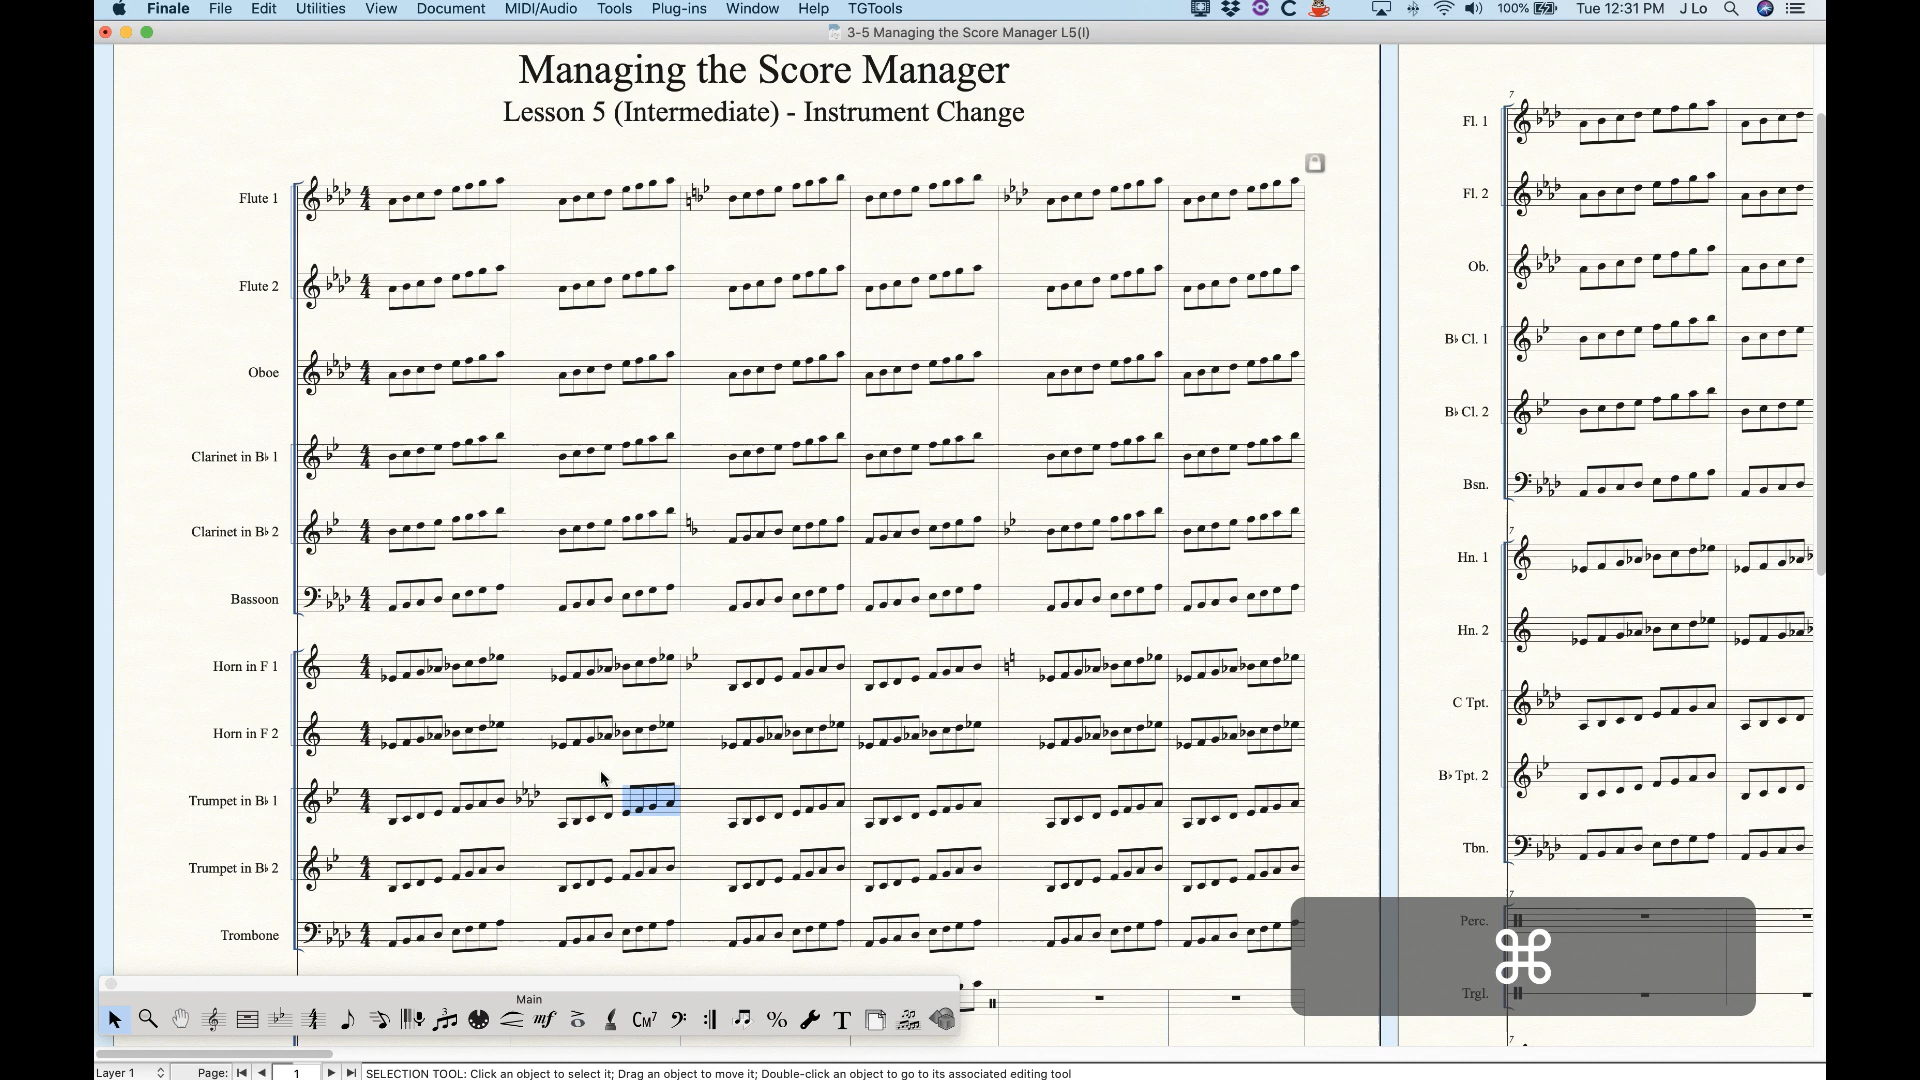 Finale File Edit Utilities View Document MIDI/Audio Tools Plug-ins Window Help TGTools 100% Tue 12:31 PM J Lo
3-5 Managing the Score Manager L5(I)
Managing the Score Manager
Lesson 5 (Intermediate) - Instrument Change
Flute 1
Flute 2
Oboe
Clarinet in B♭ 1
Clarinet in B♭ 2
Bassoon
Horn in F 1
Horn in F 2
Trumpet in B♭ 1
Trumpet in B♭ 2
Trombone
7
Fl. 1
Fl. 2
Ob.
B♭ Cl. 1
B♭ Cl. 2
Bsn.
7
Hn. 1
Hn. 2
C Tpt.
B♭ Tpt. 2
Tbn.
7
Perc.
Trgl.
7
⌘
Main
mf CM7 % T
Layer 1 Page: 1 SELECTION TOOL: Click an object to select it; Drag an object to move it; Double-click an object to go to its associated editing tool